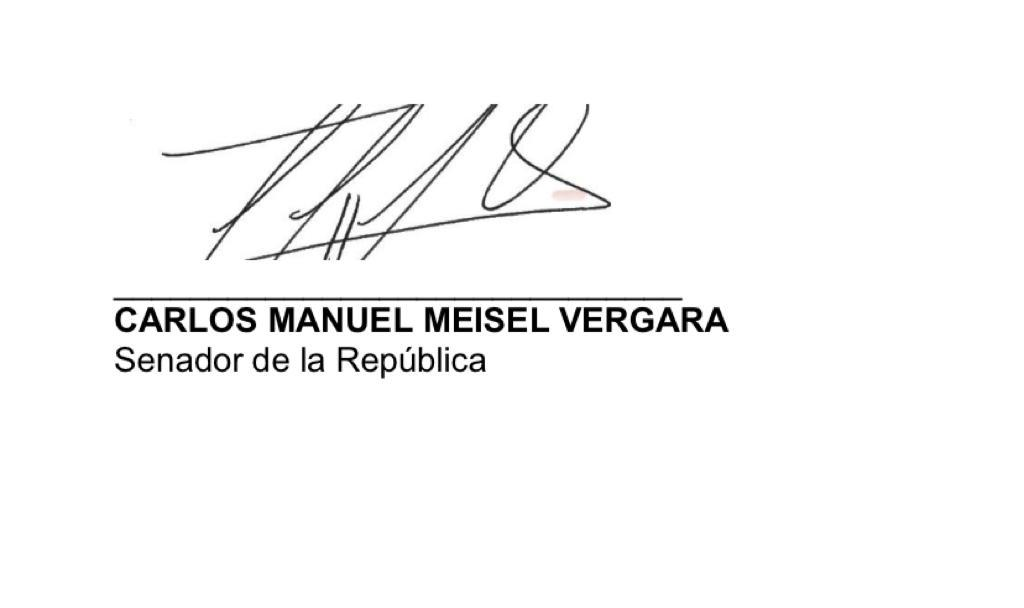 CARLOS MANUEL MEISEL VERGARA
Senador de la República